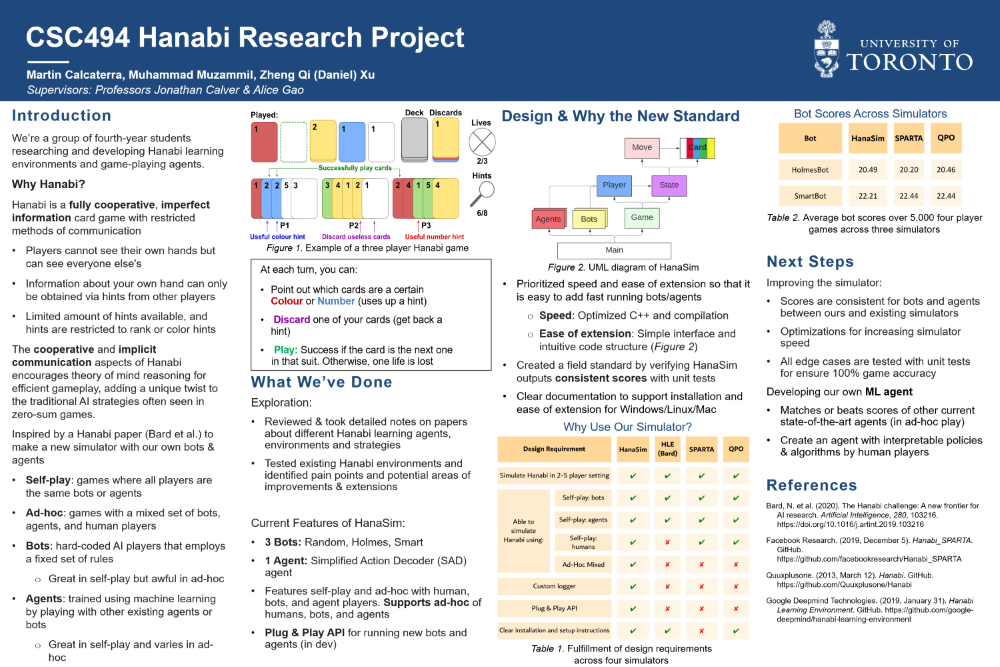 CSC494 Hanabi Research Project
Martin Calcaterra, Muhammad Muzammil, Zheng Qi (Daniel) Xu
Supervisors: Professors Jonathan Calver & Alice Gao
UNIVERSITY OF
TORONTO
Introduction
We're a group of fourth-year students
researching and developing Hanabi learning
environments and game-playing agents.
Why Hanabi?
Hanabi is a fully cooperative, imperfect
information card game with restricted
methods of communication
• Players cannot see their own hands but
can see everyone else's
• Information about your own hand can only
be obtained via hints from other players
• Limited amount of hints available, and
hints are restricted to rank or color hints
The cooperative and implicit
communication aspects of Hanabi
encourages theory of mind reasoning for
efficient gameplay, adding a unique twist to
the traditional AI strategies often seen in
zero-sum games.
Inspired by a Hanabi paper (Bard et al.) to
make a new simulator with our own bots &
agents
• Self-play: games where all players are
the same bots or agents
• Ad-hoc: games with a mixed set of bots,
agents, and human players
• Bots: hard-coded AI players that employs
a fixed set of rules
o Great in self-play but awful in ad-hoc
• Agents: trained using machine learning
by playing with other existing agents or
bots
o Great in self-play and varies in ad-
hoc
Played:
Deck Discards
1 2 1 1 1
Lives
2/3
Successfully play cards
Hints
6/8
1 2 2 5 3
3 4 1 2 1
2 4 1 5 4
P1 P2 P3
Useful colour hint Discard useless cards Useful number hint
Figure 1. Example of a three player Hanabi game
At each turn, you can:
• Point out which cards are a certain
Colour or Number (uses up a hint)
• Discard one of your cards (get back a
hint)
• Play: Success if the card is the next one
in that suit. Otherwise, one life is lost
What We've Done
Exploration:
• Reviewed & took detailed notes on papers
about different Hanabi learning agents,
environments and strategies
• Tested existing Hanabi environments and
identified pain points and potential areas of
improvements & extensions
Current Features of HanaSim:
• 3 Bots: Random, Holmes, Smart
• 1 Agent: Simplified Action Decoder (SAD)
agent
• Features self-play and ad-hoc with human,
bots, and agent players. Supports ad-hoc of
humans, bots, and agents
• Plug & Play API for running new bots and
agents (in dev)
Design & Why the New Standard
Move Card
Player State
Agents Bots Game
Main
Figure 2. UML diagram of HanaSim
• Prioritized speed and ease of extension so that it
is easy to add fast running bots/agents
o Speed: Optimized C++ and compilation
o Ease of extension: Simple interface and
intuitive code structure (Figure 2)
• Created a field standard by verifying HanaSim
outputs consistent scores with unit tests
• Clear documentation to support installation and
ease of extension for Windows/Linux/Mac
Why Use Our Simulator?
Design Requirement HanaSim HLE (Bard) SPARTA QPO
Simulate Hanabi in 2-5 player setting ✔ ✔ ✔ ✔
Able to simulate Hanabi using:
Self-play: bots ✔ ✔ ✔ ✔
Self-play: agents ✔ ✔ ✔ ✔
Self-play: humans ✔ ✘ ✔ ✔
Ad-Hoc Mixed ✔ ✘ ✘ ✘
Custom logger ✔ ✘ ✘ ✘
Plug & Play API ✔ ✘ ✘ ✘
Clear installation and setup instructions ✔ ✔ ✘ ✔
Table 1. Fulfillment of design requirements
across four simulators
Bot Scores Across Simulators
Bot HanaSim SPARTA QPO
HolmesBot 20.49 20.20 20.46
SmartBot 22.21 22.44 22.44
Table 2. Average bot scores over 5,000 four player
games across three simulators
Next Steps
Improving the simulator:
• Scores are consistent for bots and agents
between ours and existing simulators
• Optimizations for increasing simulator
speed
• All edge cases are tested with unit tests
for ensure 100% game accuracy
Developing our own ML agent
• Matches or beats scores of other current
state-of-the-art agents (in ad-hoc play)
• Create an agent with interpretable policies
& algorithms by human players
References
Bard, N. et al. (2020). The Hanabi challenge: A new frontier for
AI research. Artificial Intelligence, 280, 103216.
https://doi.org/10.1016/j.artint.2019.103216
Facebook Research. (2019, December 5). Hanabi_SPARTA.
GitHub.
https://github.com/facebookresearch/Hanabi_SPARTA
Quuxplusone. (2013, March 12). Hanabi. GitHub.
https://github.com/Quuxplusone/Hanabi
Google Deepmind Technologies. (2019, January 31). Hanabi
Learning Environment. GitHub. https://github.com/google-
deepmind/hanabi-learning-environment